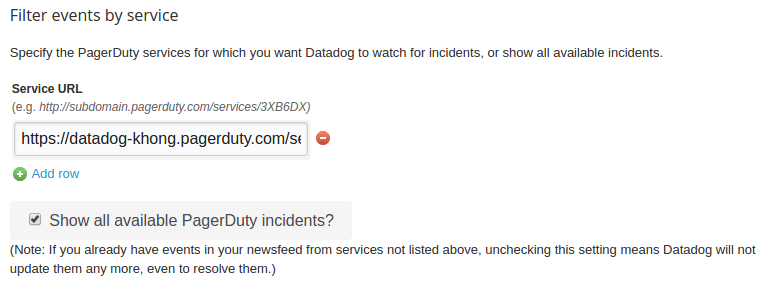 Filter events by service
Specify the PagerDuty services for which you want Datadog to watch for incidents, or show all available incidents.
Service URL
(e.g. http://subdomain.pagerduty.com/services/3XB6DX)
https://datadog-khong.pagerduty.com/se
Add row
Show all available PagerDuty incidents?
(Note: If you already have events in your newsfeed from services not listed above, unchecking this setting means Datadog will not
update them any more, even to resolve them.)